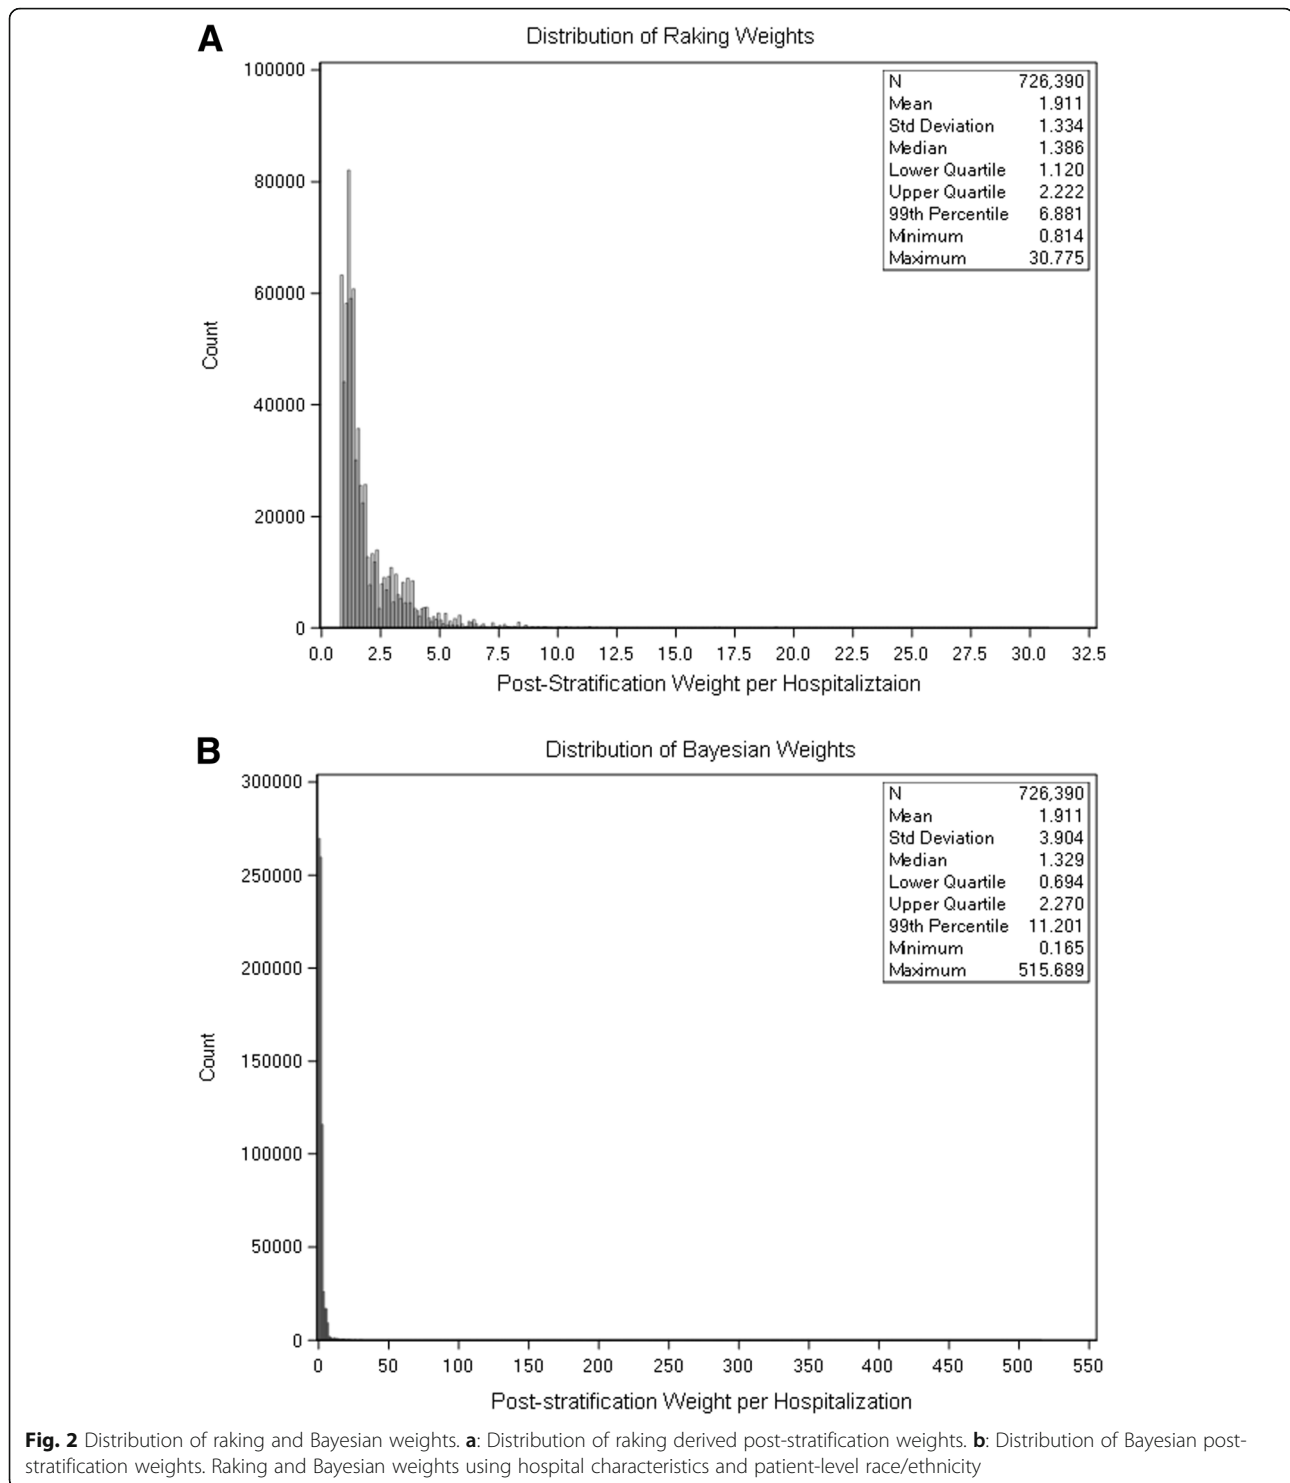 A
Distribution of Raking Weights
100000
80000
60000
40000
20000
0
Count
N 726,390
Mean 1.911
Std Deviation 1.334
Median 1.386
Lower Quartile 1.120
Upper Quartile 2.222
99th Percentile 6.881
Minimum 0.814
Maximum 30.775
0.0 2.5 5.0 7.5 10.0 12.5 15.0 17.5 20.0 22.5 25.0 27.5 30.0 32.5
Post-Stratification Weight per Hospitaliztaion
B
Distribution of Bayesian Weights
300000
250000
200000
150000
100000
50000
0
Count
N 726,390
Mean 1.911
Std Deviation 3.904
Median 1.329
Lower Quartile 0.694
Upper Quartile 2.270
99th Percentile 11.201
Minimum 0.165
Maximum 515.689
0 50 100 150 200 250 300 350 400 450 500 550
Post-stratification Weight per Hospitalization
Fig. 2 Distribution of raking and Bayesian weights. a: Distribution of raking derived post-stratification weights. b: Distribution of Bayesian post-
stratification weights. Raking and Bayesian weights using hospital characteristics and patient-level race/ethnicity